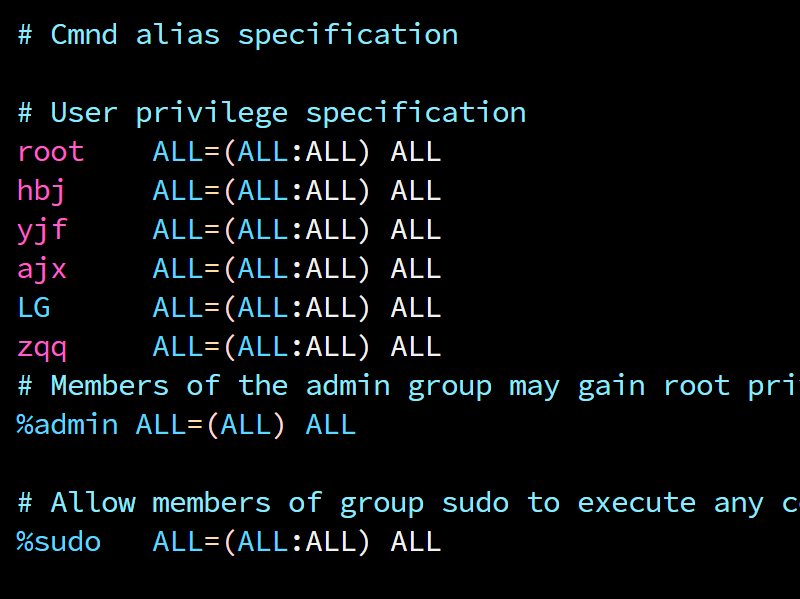 # Cmnd alias specification
# User privilege specification
root ALL=(ALL:ALL) ALL
hbj ALL=(ALL:ALL) ALL
yjf ALL=(ALL:ALL) ALL
ajx ALL=(ALL:ALL) ALL
LG ALL=(ALL:ALL) ALL
zqq ALL=(ALL:ALL) ALL
# Members of the admin group may gain root pri
%admin ALL=(ALL) ALL
# Allow members of group sudo to execute any c
%sudo ALL=(ALL:ALL) ALL